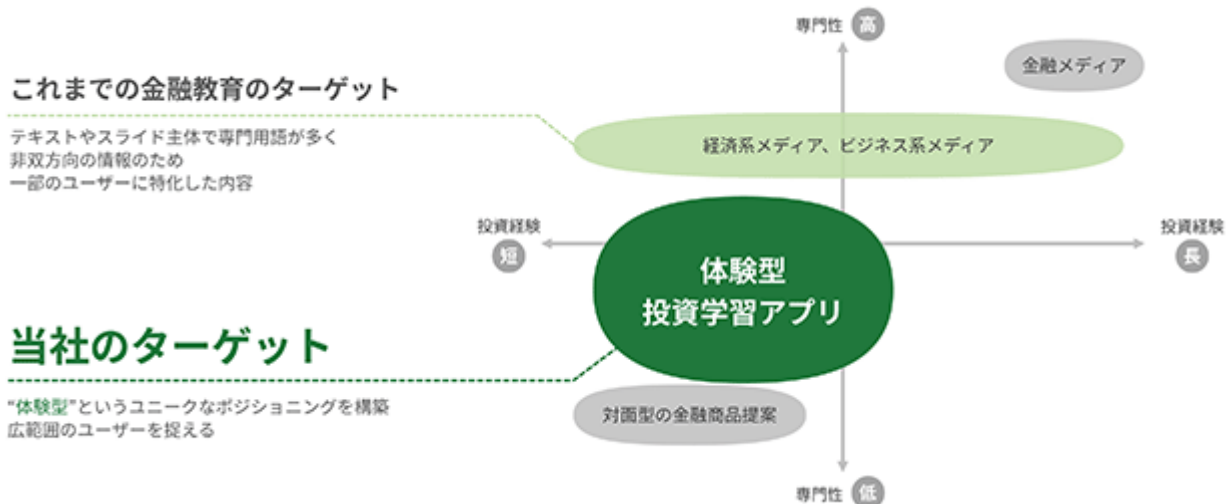 専門性 高
金融メディア
これまでの金融教育のターゲット
テキストやスライド主体で専門用語が多く
非双方向の情報のため
一部のユーザーに特化した内容
経済系メディア、ビジネス系メディア
投資経験
短
投資経験
長
体験型
投資学習アプリ
当社のターゲット
“体験型”というユニークなポジショニングを構築
広範囲のユーザーを捉える
対面型の金融商品提案
専門性 低